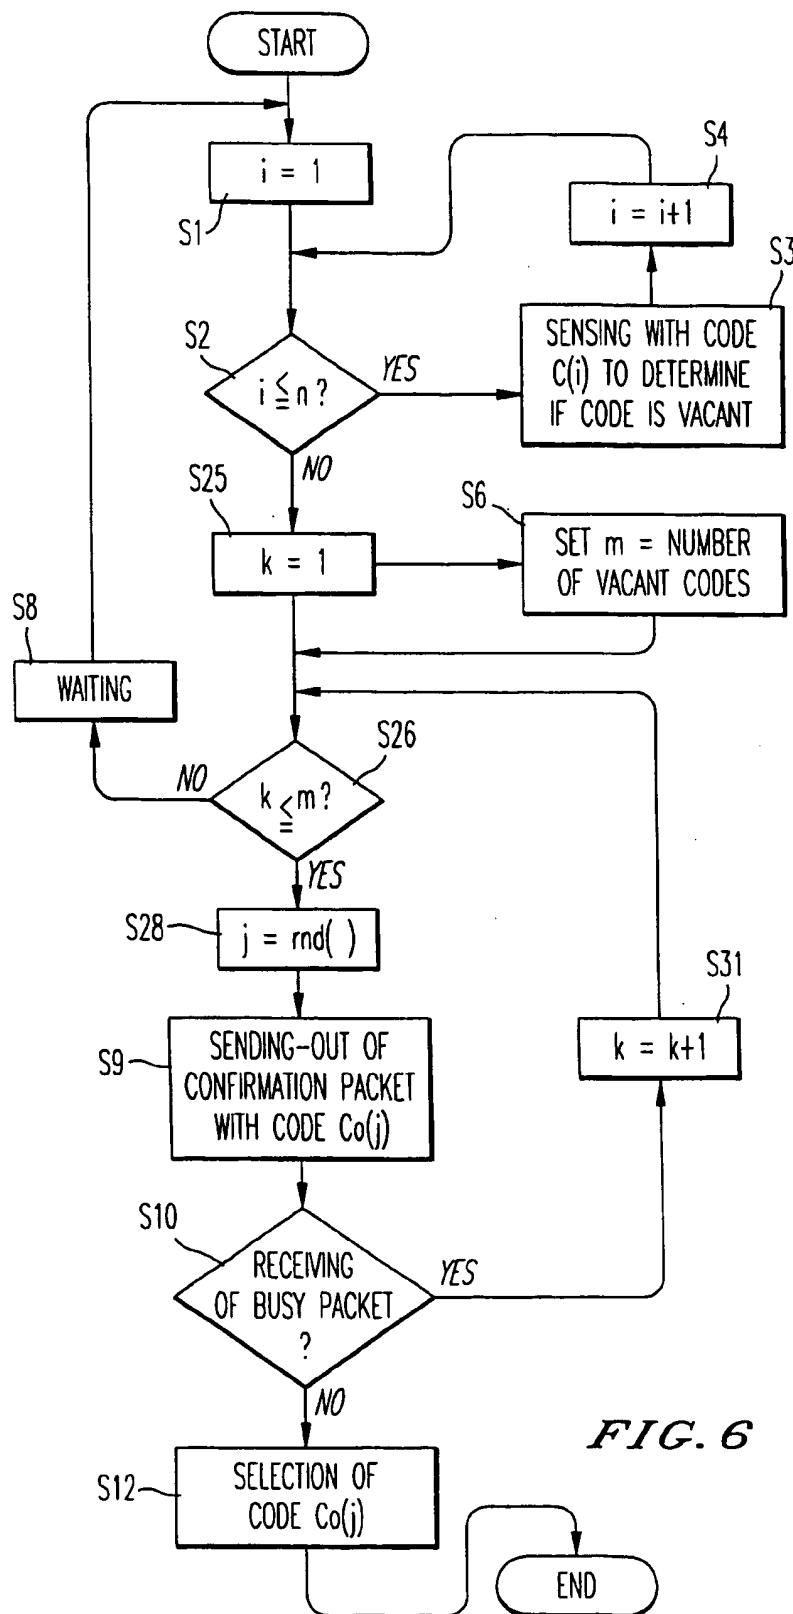 START
i = 1
S1
S4
i = i+1
S3
SENSING WITH CODE
C(i) TO DETERMINE
IF CODE IS VACANT
S2
i ≦ n?
YES
NO
S25
k = 1
S6
SET m = NUMBER
OF VACANT CODES
S8
WAITING
S26
k ≦ m?
NO
YES
S28
j = rnd( )
S31
k = k+1
S9
SENDING-OUT OF
CONFIRMATION PACKET
WITH CODE Co(j)
S10
RECEIVING
OF BUSY PACKET
?
YES
NO
S12
SELECTION OF
CODE Co(j)
FIG. 6
END